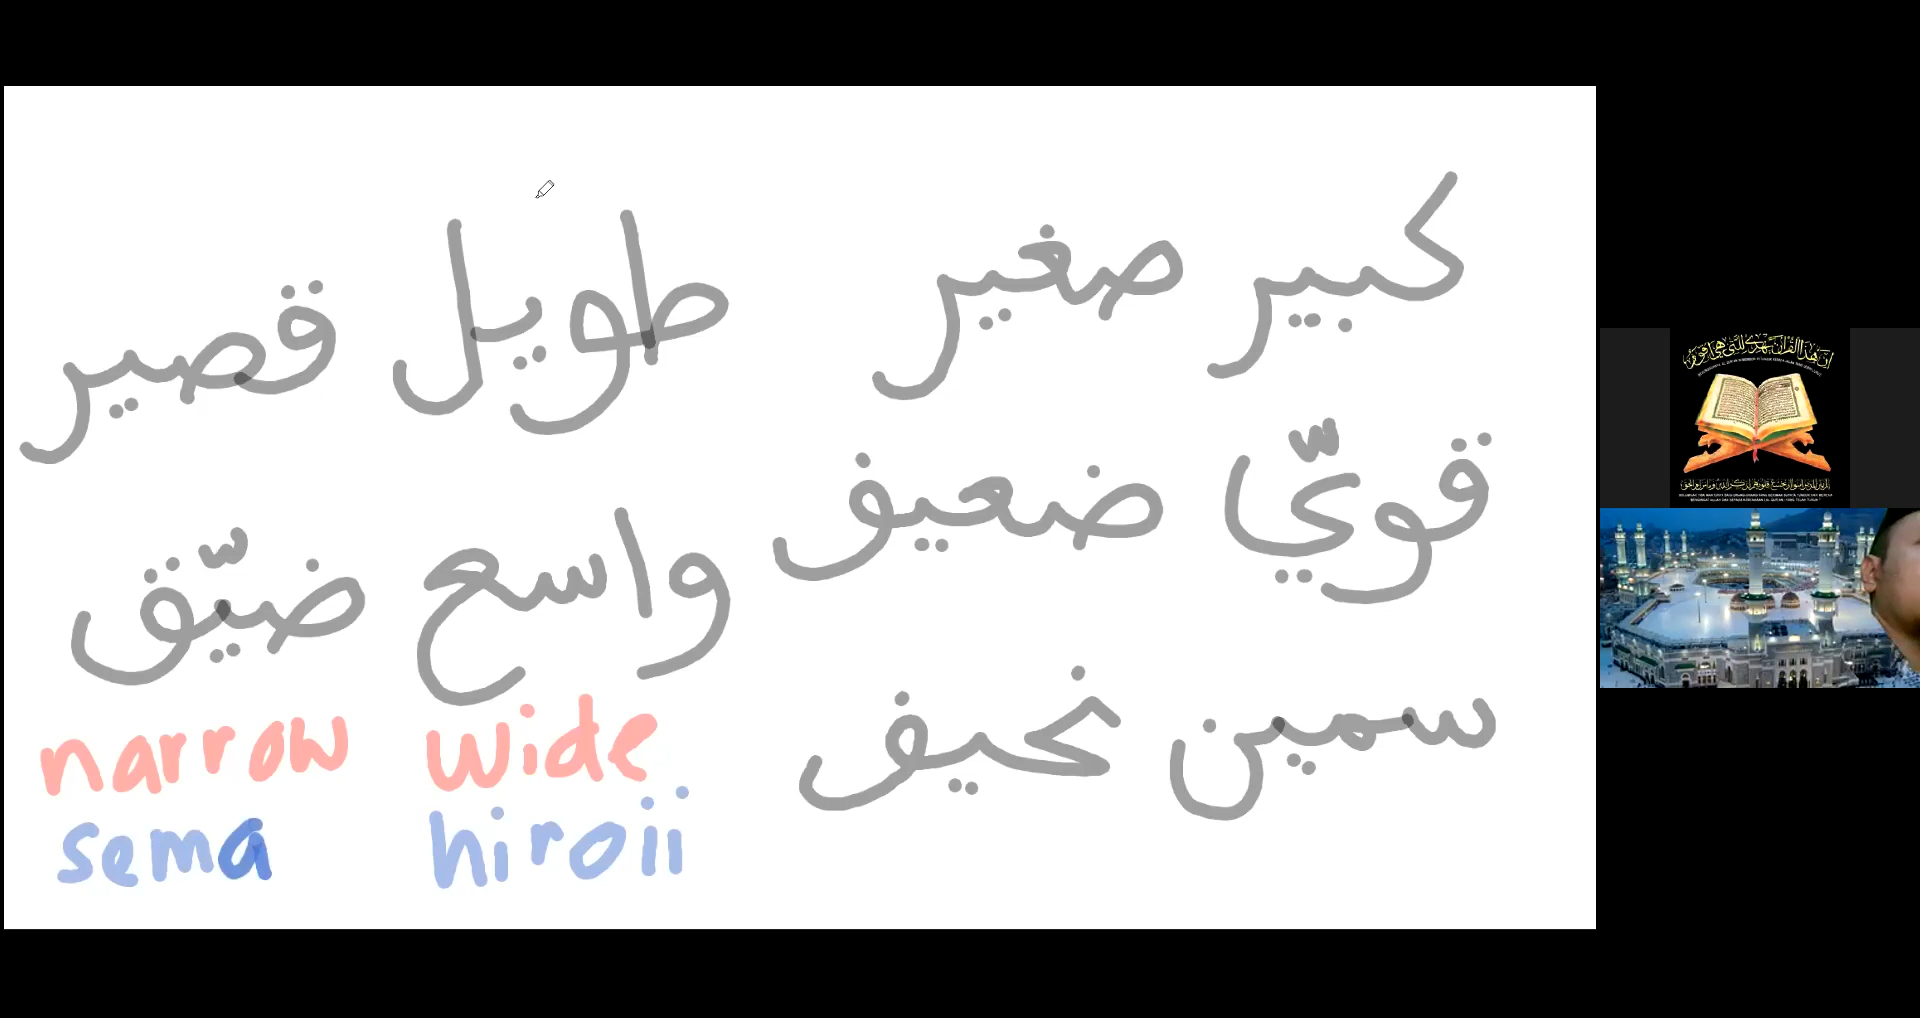 كبير صغير
طويل قصير
قويّ ضعيف
واسع ضيّق
سمين نحيف
narrow wide
sema hiroii